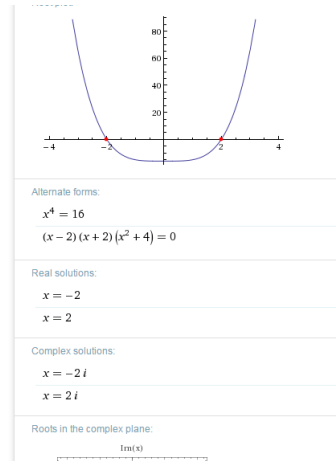 80
60
40
20
-4 -2 2 4
Alternate forms:
x⁴ = 16
(x − 2) (x + 2) (x² + 4) = 0
Real solutions:
x = −2
x = 2
Complex solutions:
x = −2 i
x = 2 i
Roots in the complex plane:
Im(x)